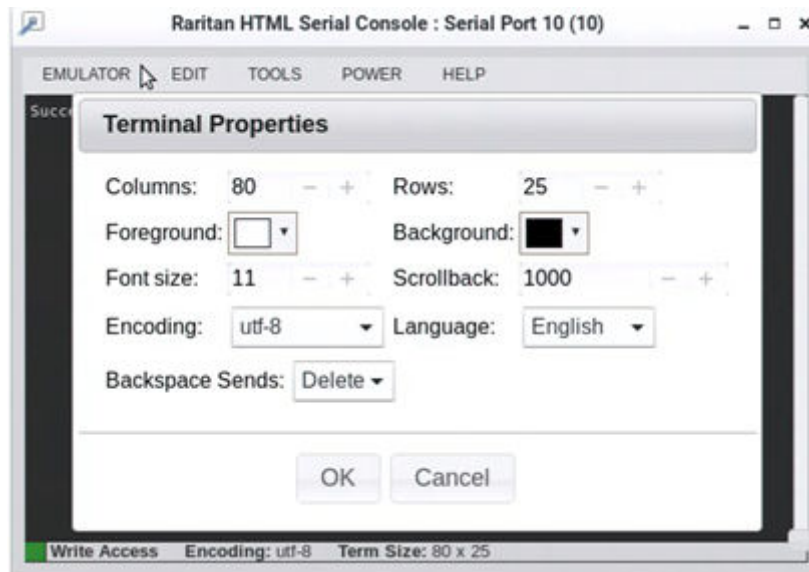 Raritan HTML Serial Console : Serial Port 10 (10)
EMULATOR EDIT TOOLS POWER HELP
Succe
Terminal Properties
Columns: 80 − + Rows: 25 − +
Foreground: Background:
Font size: 11 − + Scrollback: 1000 − +
Encoding: utf-8 Language: English
Backspace Sends: Delete
OK Cancel
Write Access Encoding: utf-8 Term Size: 80 x 25